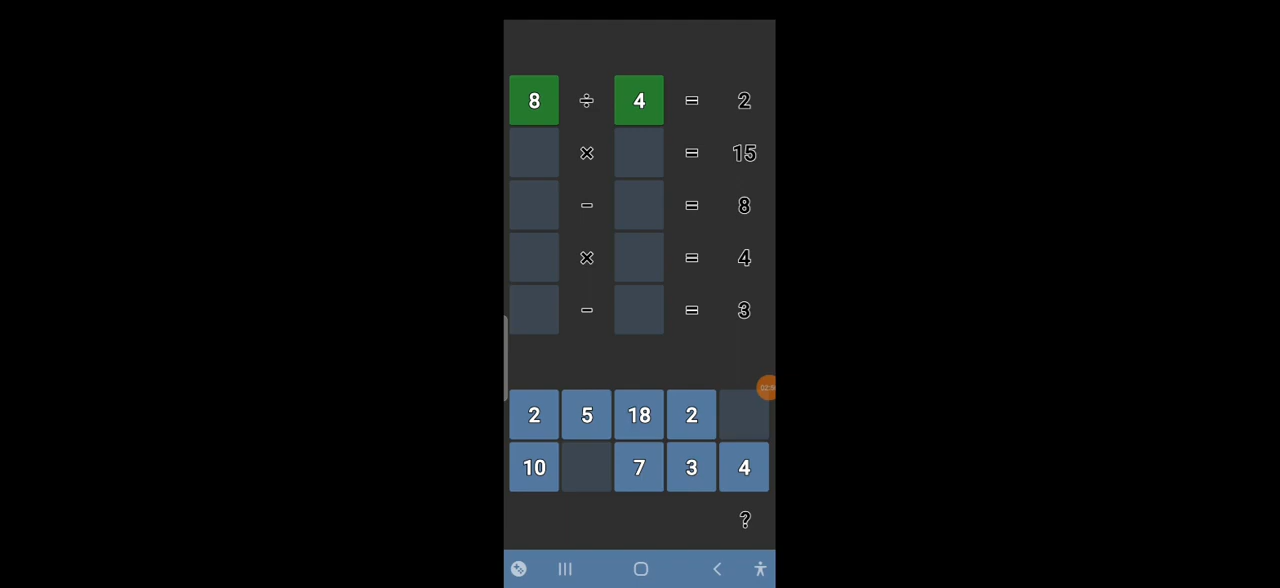 8 ÷ 4 = 2
× = 15
- = 8
× = 4
- = 3
2 5 18 2
10 7 3 4
?